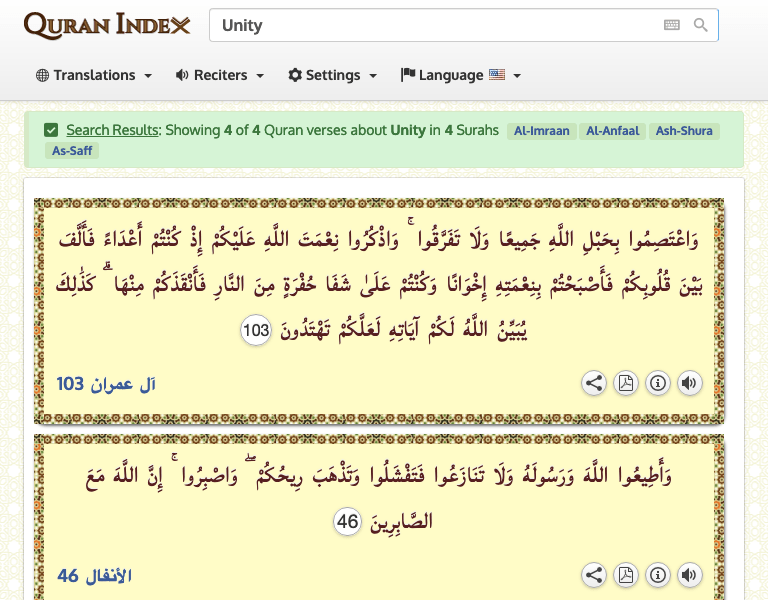 QURAN INDEX
Unity
Translations
Reciters
Settings
Language
Search Results: Showing 4 of 4 Quran verses about Unity in 4 Surahs Al-Imraan Al-Anfaal Ash-Shura
As-Saff
وَاعْتَصِمُوا بِحَبْلِ اللَّهِ جَمِيعًا وَلَا تَفَرَّقُوا ۚ وَاذْكُرُوا نِعْمَتَ اللَّهِ عَلَيْكُمْ إِذْ كُنْتُمْ أَعْدَاءً فَأَلَّفَ
بَيْنَ قُلُوبِكُمْ فَأَصْبَحْتُمْ بِنِعْمَتِهِ إِخْوَانًا وَكُنْتُمْ عَلَىٰ شَفَا حُفْرَةٍ مِنَ النَّارِ فَأَنْقَذَكُمْ مِنْهَا ۗ كَذَٰلِكَ
يُبَيِّنُ اللَّهُ لَكُمْ آيَاتِهِ لَعَلَّكُمْ تَهْتَدُونَ 103
آل عمران 103
وَأَطِيعُوا اللَّهَ وَرَسُولَهُ وَلَا تَنَازَعُوا فَتَفْشَلُوا وَتَذْهَبَ رِيحُكُمْ ۖ وَاصْبِرُوا ۚ إِنَّ اللَّهَ مَعَ
الصَّابِرِينَ 46
الأنفال 46